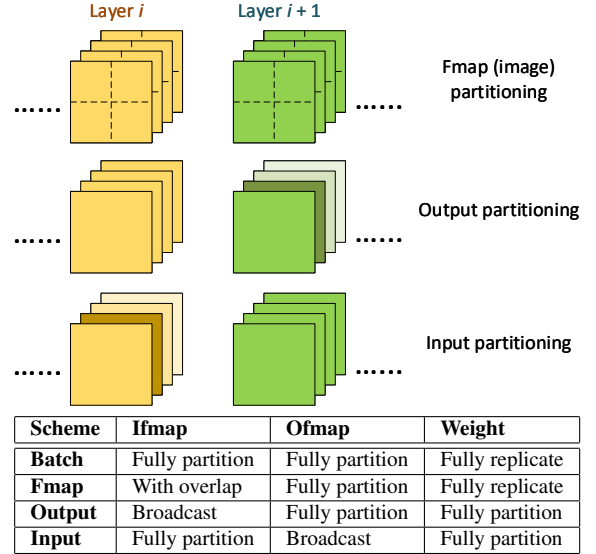 Layer i
Layer i + 1
Fmap (image)
partitioning
......
......
Output partitioning
......
......
Input partitioning
......
......
Scheme Ifmap Ofmap Weight
Batch Fully partition Fully partition Fully replicate
Fmap With overlap Fully partition Fully replicate
Output Broadcast Fully partition Fully partition
Input Fully partition Broadcast Fully partition